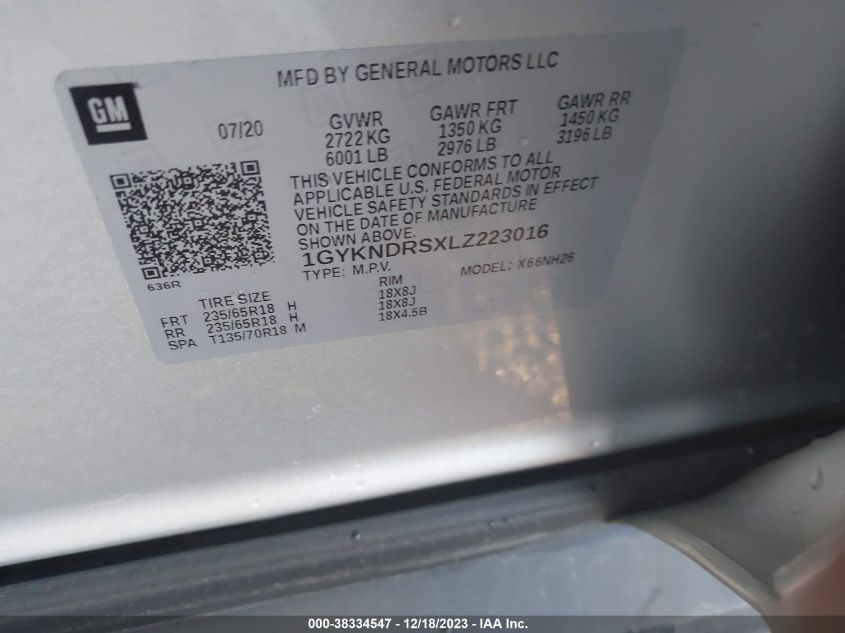 MFD BY GENERAL MOTORS LLC
GM
07/20
GVWR GAWR FRT GAWR RR
2722 KG 1350 KG 1450 KG
6001 LB 2976 LB 3196 LB
THIS VEHICLE CONFORMS TO ALL
APPLICABLE U.S. FEDERAL MOTOR
VEHICLE SAFETY STANDARDS IN EFFECT
ON THE DATE OF MANUFACTURE
SHOWN ABOVE.
1GYKNDRSXLZ223016
TYPE: M.P.V. MODEL: X66NH26
636R
TIRE SIZE RIM
FRT 235/65R18 H 18X8J
RR 235/65R18 H 18X8J
SPA T135/70R18 M 18X4.5B
000-38334547 - 12/18/2023 - IAA Inc.